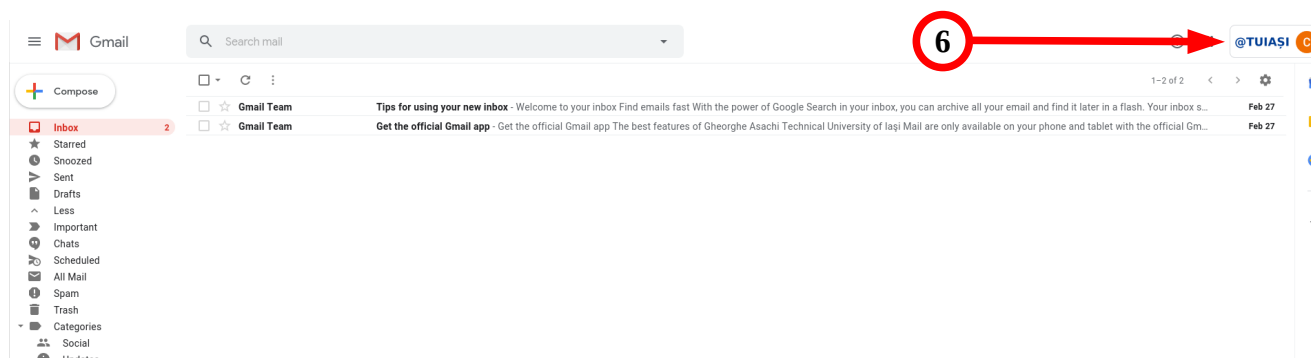 Gmail
Search mail
6
@TUIAȘI
Compose
1–2 of 2
Gmail Team Tips for using your new inbox - Welcome to your inbox Find emails fast With the power of Google Search in your inbox, you can archive all your email and find it later in a flash. Your inbox s... Feb 27
Inbox 2
Gmail Team Get the official Gmail app - Get the official Gmail app The best features of Gheorghe Asachi Technical University of Iași Mail are only available on your phone and tablet with the official Gm... Feb 27
Starred
Snoozed
Sent
Drafts
Less
Important
Chats
Scheduled
All Mail
Spam
Trash
Categories
Social
Updates